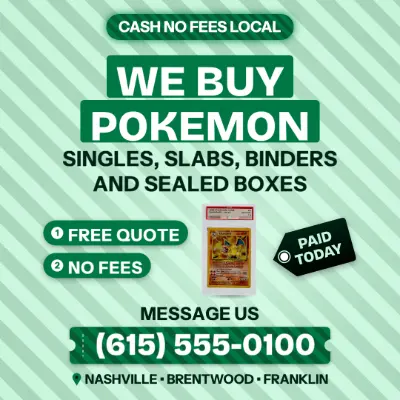 CASH NO FEES LOCAL
WE BUY
POKEMON
SINGLES, SLABS, BINDERS
AND SEALED BOXES
1 FREE QUOTE
2 NO FEES
PAID
TODAY
MESSAGE US
(615) 555-0100
NASHVILLE • BRENTWOOD • FRANKLIN